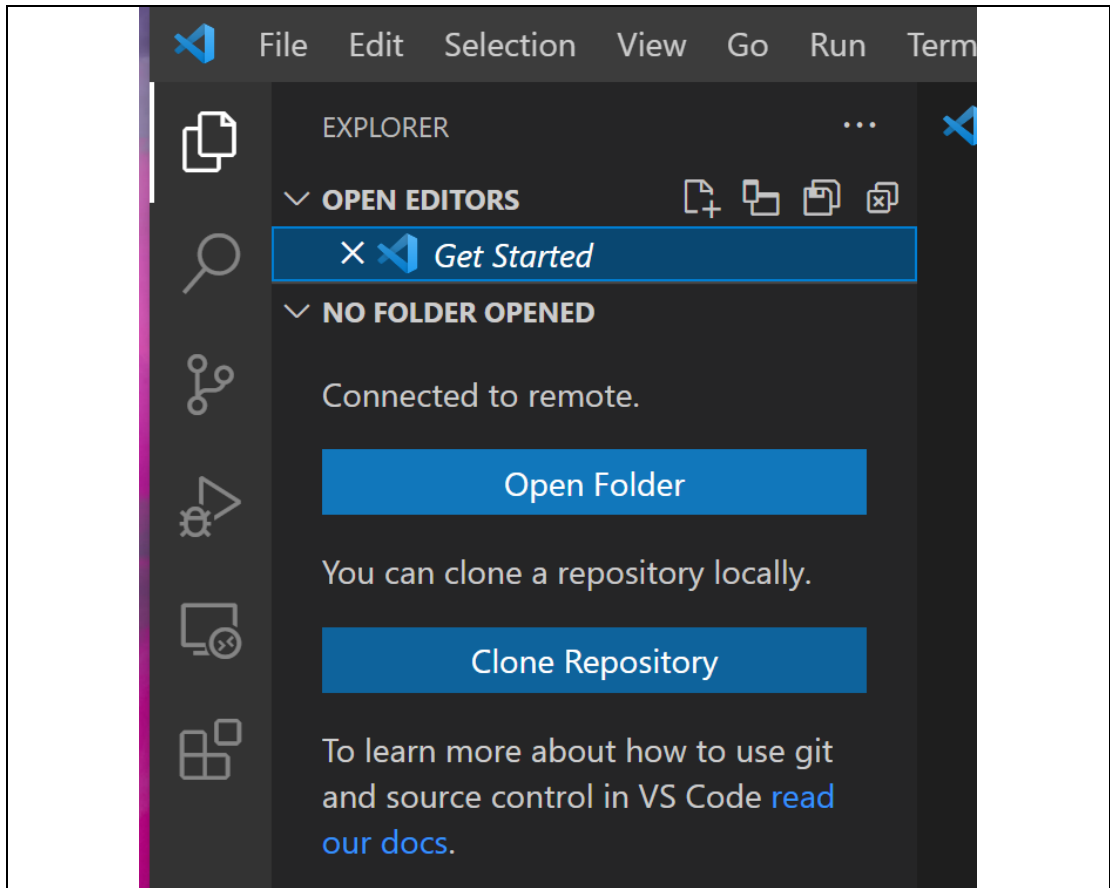 File Edit Selection View Go Run Term
EXPLORER
OPEN EDITORS
Get Started
NO FOLDER OPENED
Connected to remote.
Open Folder
You can clone a repository locally.
Clone Repository
To learn more about how to use git
and source control in VS Code read
our docs.